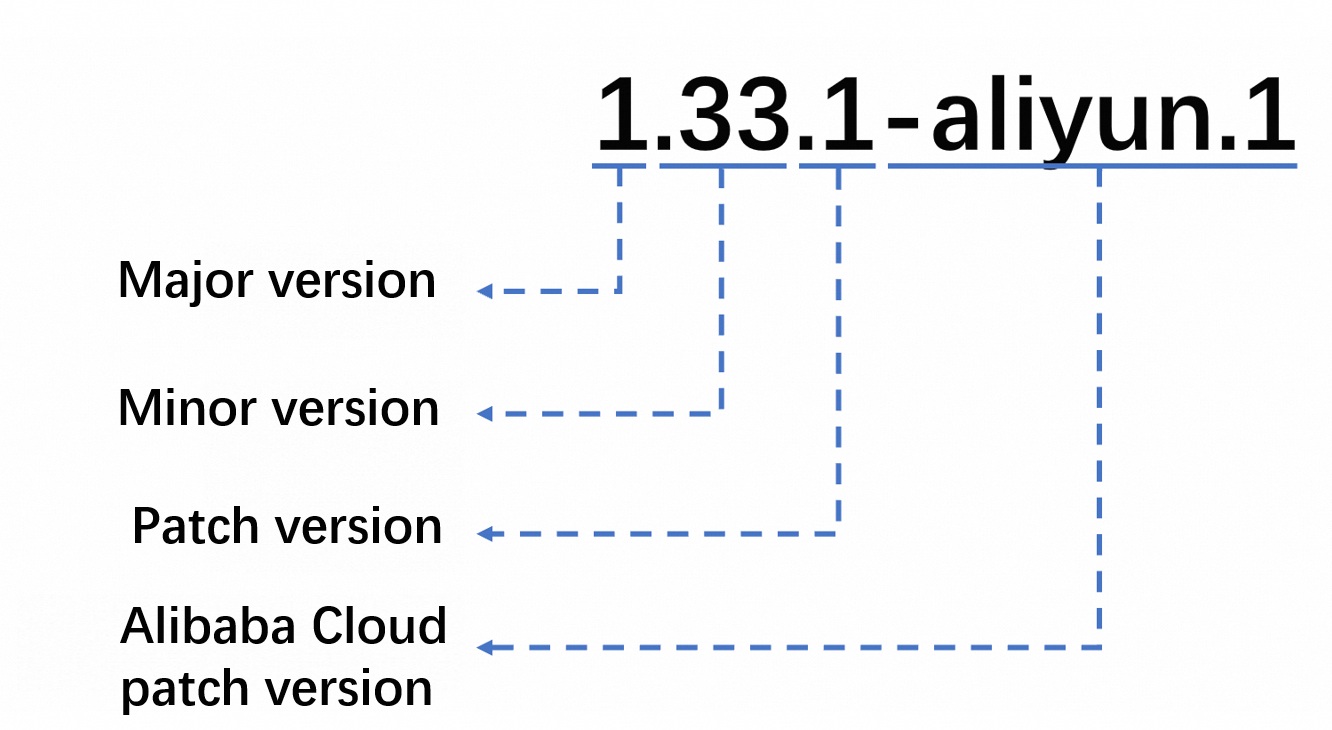 1.33.1-aliyun.1
Major version
Minor version
Patch version
Alibaba Cloud
patch version